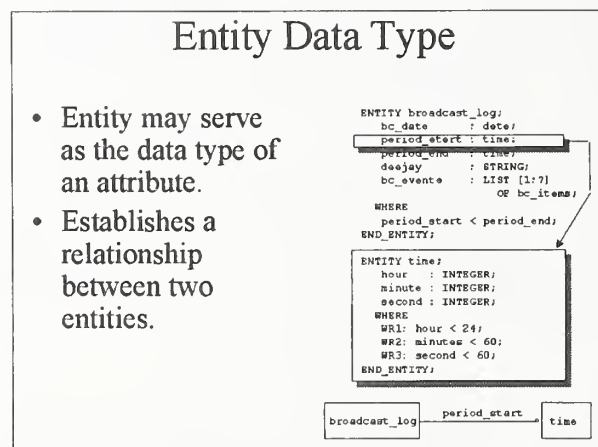 Entity Data Type
• Entity may serve
as the data type of
an attribute.
• Establishes a
relationship
between two
entities.
ENTITY broadcast_log;
bc_date : date;
period_start : time;
period_end : time;
deejay : STRING;
bc_events : LIST [1:?]
OF bc_items;
WHERE
period_start < period_end;
END_ENTITY;
ENTITY time;
hour : INTEGER;
minute : INTEGER;
second : INTEGER;
WHERE
WR1: hour < 24;
WR2: minutes < 60;
WR3: second < 60;
END_ENTITY;
broadcast_log
period_start
time